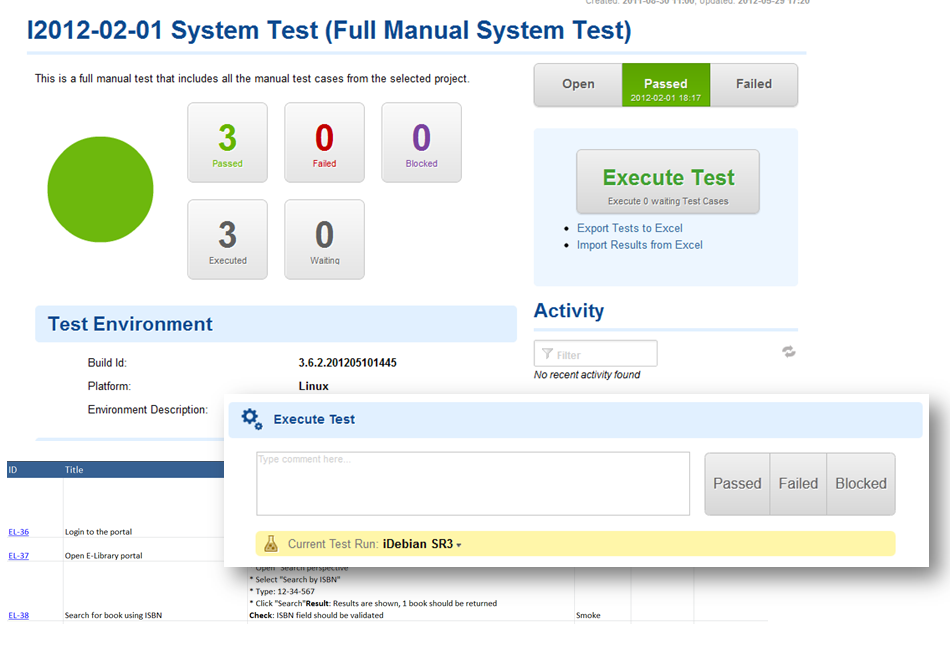 Created: 2011-08-30 11:00, Updated: 2012-05-29 17:20
I2012-02-01 System Test (Full Manual System Test)
This is a full manual test that includes all the manual test cases from the selected project.
Open
Passed
2012-02-01 18:17
Failed
3
Passed
0
Failed
0
Blocked
3
Executed
0
Waiting
Execute Test
Execute 0 waiting Test Cases
Export Tests to Excel
Import Results from Excel
Test Environment
Build Id: 3.6.2.201205101445
Platform: Linux
Environment Description:
Activity
Filter
No recent activity found
Execute Test
Type comment here...
Passed
Failed
Blocked
Current Test Run: iDebian SR3
ID Title
EL-36 Login to the portal
EL-37 Open E-Library portal
* Open "Search perspective"
* Select "Search by ISBN"
* Type: 12-34-567
* Click "Search"Result: Results are shown, 1 book should be returned
EL-38 Search for book using ISBN Check: ISBN field should be validated Smoke